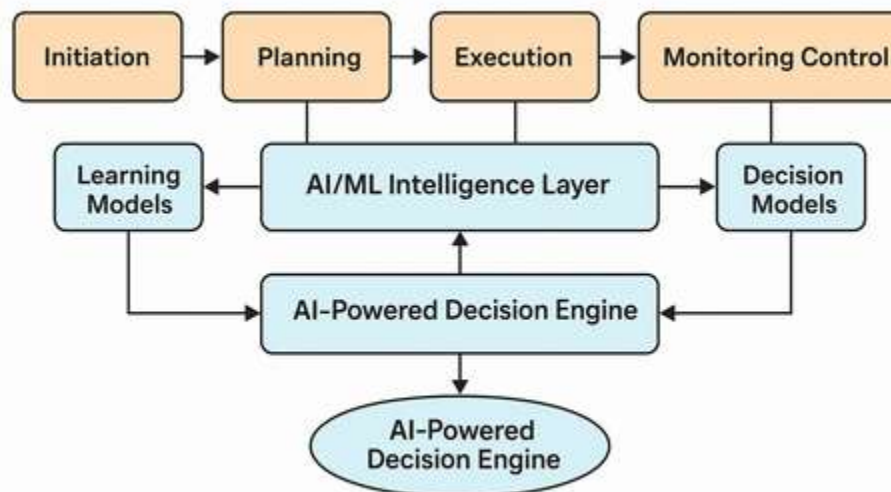 Initiation
Planning
Execution
Monitoring Control
Learning
Models
AI/ML Intelligence Layer
Decision
Models
AI-Powered Decision Engine
AI-Powered
Decision Engine